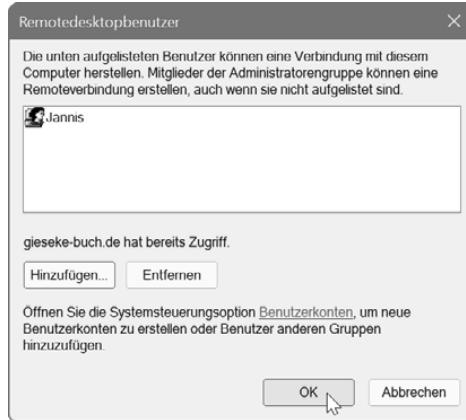 Remotedesktopbenutzer
Die unten aufgelisteten Benutzer können eine Verbindung mit diesem
Computer herstellen. Mitglieder der Administratorengruppe können eine
Remoteverbindung erstellen, auch wenn sie nicht aufgelistet sind.
Jannis
gieseke-buch.de hat bereits Zugriff.
Hinzufügen... Entfernen
Öffnen Sie die Systemsteuerungsoption Benutzerkonten, um neue
Benutzerkonten zu erstellen oder Benutzer anderen Gruppen
hinzuzufügen.
OK Abbrechen